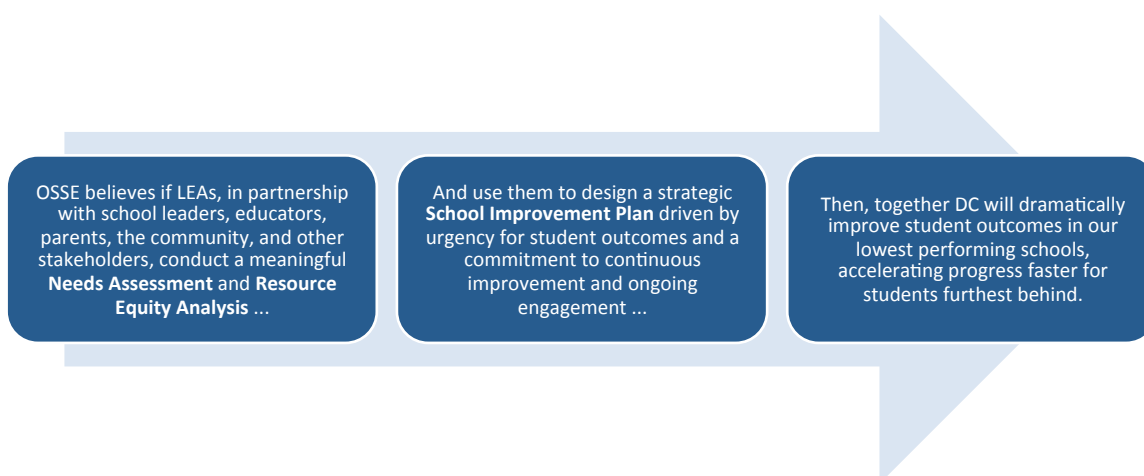 OSSE believes if LEAs, in partnership
with school leaders, educators,
parents, the community, and other
stakeholders, conduct a meaningful
Needs Assessment and Resource
Equity Analysis ...
And use them to design a strategic
School Improvement Plan driven by
urgency for student outcomes and a
commitment to continuous
improvement and ongoing
engagement ...
Then, together DC will dramatically
improve student outcomes in our
lowest performing schools,
accelerating progress faster for
students furthest behind.